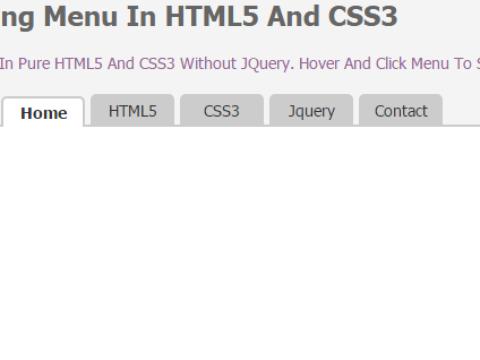 ng Menu In HTML5 And CSS3
In Pure HTML5 And CSS3 Without JQuery. Hover And Click Menu To
Home HTML5 CSS3 Jquery Contact